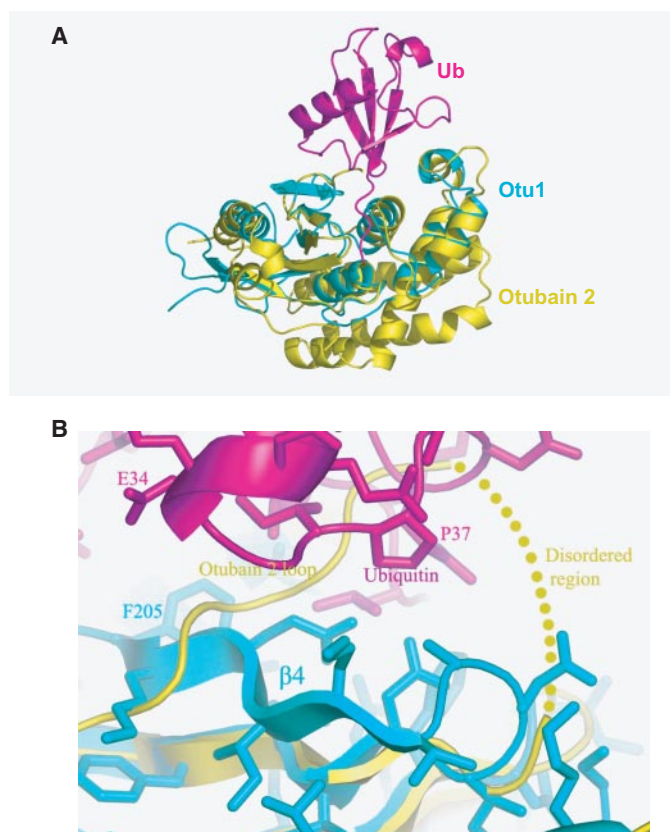 A
Ub
Otu1
Otubain 2
B
E34
P37
Otubain 2 loop
Ubiquitin
Disordered
region
F205
β4